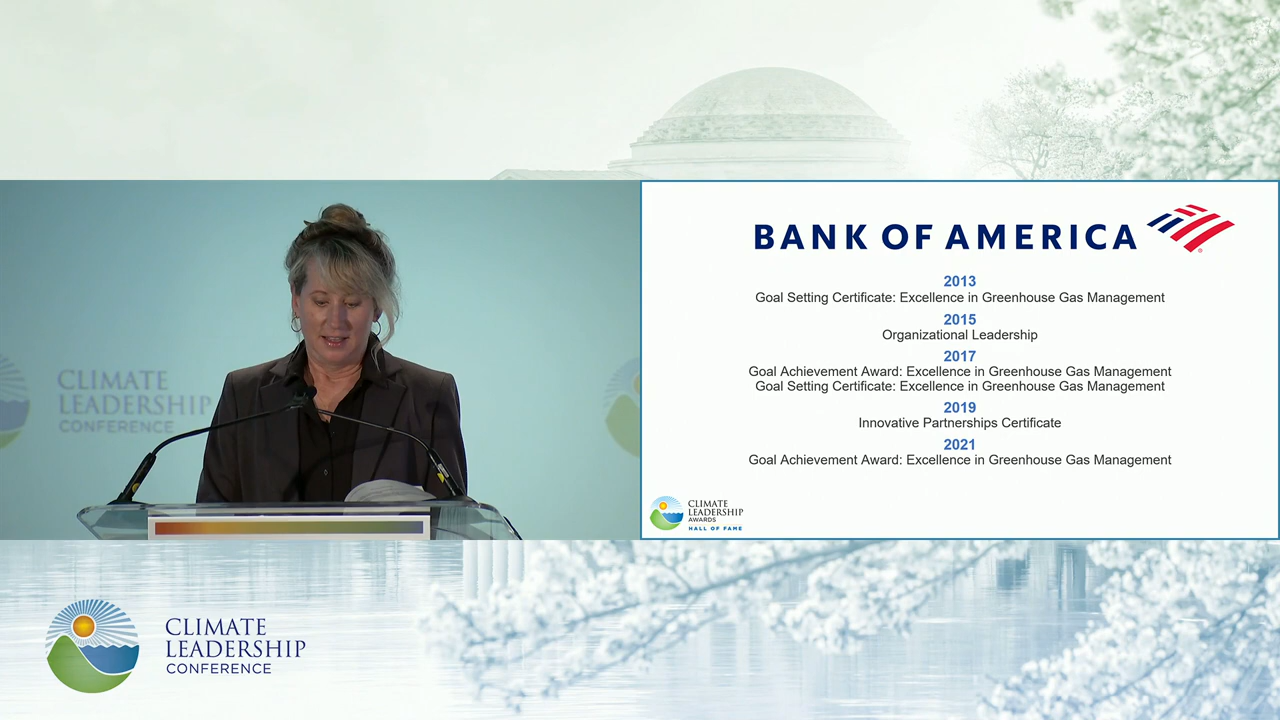 CLIMATE
LEADERSHIP
CONFERENCE
BANK OF AMERICA
2013
Goal Setting Certificate: Excellence in Greenhouse Gas Management
2015
Organizational Leadership
2017
Goal Achievement Award: Excellence in Greenhouse Gas Management
Goal Setting Certificate: Excellence in Greenhouse Gas Management
2019
Innovative Partnerships Certificate
2021
Goal Achievement Award: Excellence in Greenhouse Gas Management
CLIMATE
LEADERSHIP
AWARDS
HALL OF FAME
CLIMATE
LEADERSHIP
CONFERENCE